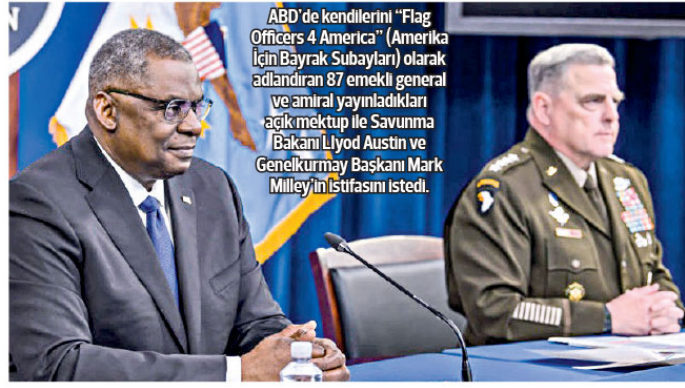 ABD'de kendilerini “Flag
Officers 4 America” (Amerika
İçin Bayrak Subayları) olarak
adlandıran 87 emekli general
ve amiral yayınladıkları
açık mektup ile Savunma
Bakanı Llyod Austin ve
Genelkurmay Başkanı Mark
Milley'in istifasını istedi.